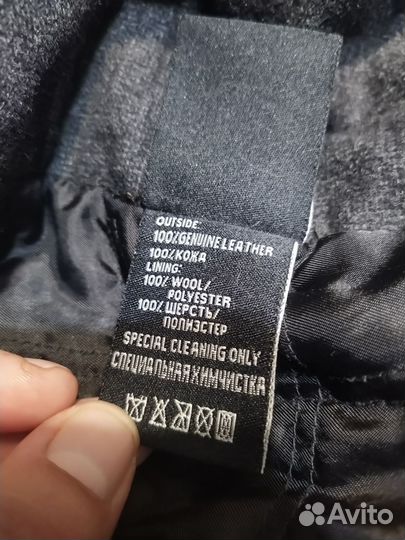 OUTSIDE:
100%GENUINE LEATHER
100%КОЖА
LINING:
100% WOOL/
POLYESTER
100% ШЕРСТЬ/
ПОЛИЭСТЕР
SPECIAL CLEANING ONLY
СПЕЦИАЛЬНАЯ ХИМЧИСТКА
Avito